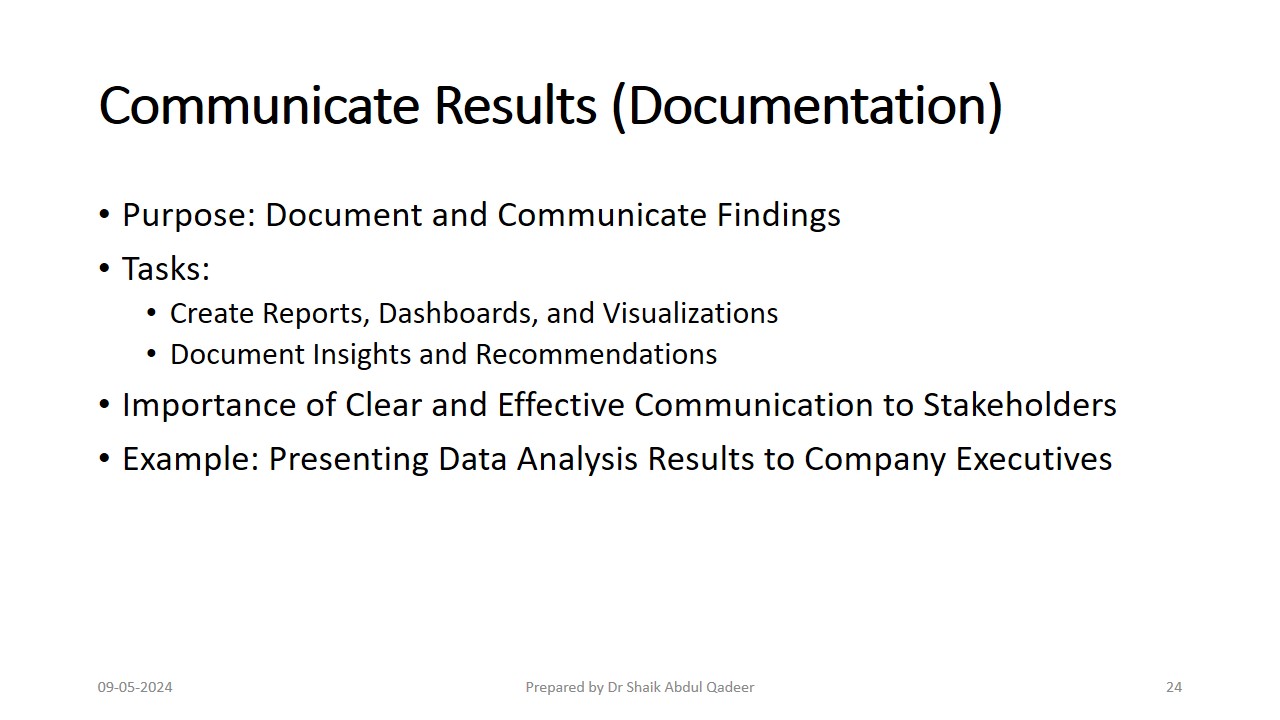 Communicate Results (Documentation)
• Purpose: Document and Communicate Findings
• Tasks:
• Create Reports, Dashboards, and Visualizations
• Document Insights and Recommendations
• Importance of Clear and Effective Communication to Stakeholders
• Example: Presenting Data Analysis Results to Company Executives
09-05-2024
Prepared by Dr Shaik Abdul Qadeer
24